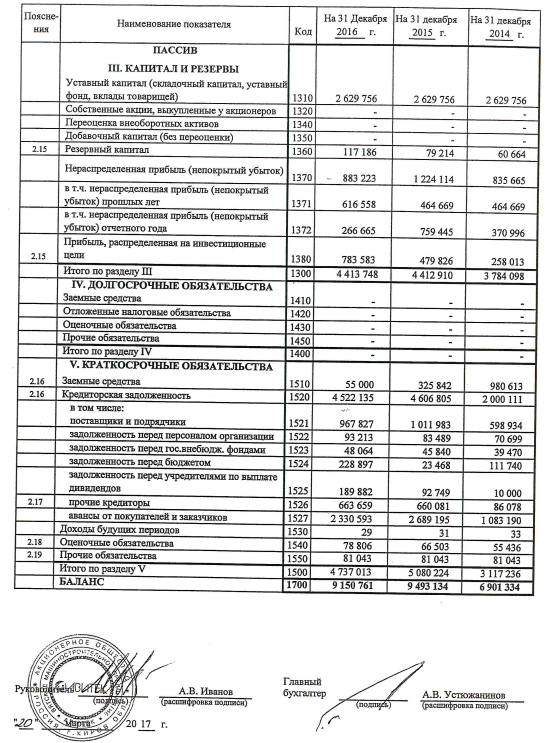 Пояснения | Наименование показателя | Код | На 31 Декабря 2016 г. | На 31 декабря 2015 г. | На 31 декабря 2014 г.
ПАССИВ
III. КАПИТАЛ И РЕЗЕРВЫ
Уставный капитал (складочный капитал, уставный
фонд, вклады товарищей) | 1310 | 2 629 756 | 2 629 756 | 2 629 756
Собственные акции, выкупленные у акционеров | 1320 | - | - | -
Переоценка внеоборотных активов | 1340 | - | - | -
Добавочный капитал (без переоценки) | 1350 | - | - | -
2.15 | Резервный капитал | 1360 | 117 186 | 79 214 | 60 664
Нераспределенная прибыль (непокрытый убыток) | 1370 | 883 223 | 1 224 114 | 835 665
в т.ч. нераспределенная прибыль (непокрытый
убыток) прошлых лет | 1371 | 616 558 | 464 669 | 464 669
в т.ч. нераспределенная прибыль (непокрытый
убыток) отчетного года | 1372 | 266 665 | 759 445 | 370 996
2.15 | Прибыль, распределенная на инвестиционные
цели | 1380 | 783 583 | 479 826 | 258 013
Итого по разделу III | 1300 | 4 413 748 | 4 412 910 | 3 784 098
IV. ДОЛГОСРОЧНЫЕ ОБЯЗАТЕЛЬСТВА
Заемные средства | 1410 | - | - | -
Отложенные налоговые обязательства | 1420 | - | - | -
Оценочные обязательства | 1430 | - | - | -
Прочие обязательства | 1450 | - | - | -
Итого по разделу IV | 1400 | - | - | -
V. КРАТКОСРОЧНЫЕ ОБЯЗАТЕЛЬСТВА
2.16 | Заемные средства | 1510 | 55 000 | 325 842 | 980 613
2.16 | Кредиторская задолженность | 1520 | 4 522 135 | 4 606 805 | 2 000 111
в том числе:
поставщики и подрядчики | 1521 | 967 827 | 1 011 983 | 598 934
задолженность перед персоналом организации | 1522 | 93 213 | 83 489 | 70 699
задолженность перед гос.внебюдж. фондами | 1523 | 48 064 | 45 840 | 39 470
задолженность перед бюджетом | 1524 | 228 897 | 23 468 | 111 740
задолженность перед учредителями по выплате
дивидендов | 1525 | 189 882 | 92 749 | 10 000
2.17 | прочие кредиторы | 1526 | 663 659 | 660 081 | 86 078
авансы от покупателей и заказчиков | 1527 | 2 330 593 | 2 689 195 | 1 083 190
Доходы будущих периодов | 1530 | 29 | 31 | 33
2.18 | Оценочные обязательства | 1540 | 78 806 | 66 503 | 55 436
2.19 | Прочие обязательства | 1550 | 81 043 | 81 043 | 81 043
Итого по разделу V | 1500 | 4 737 013 | 5 080 224 | 3 117 236
БАЛАНС | 1700 | 9 150 761 | 9 493 134 | 6 901 334
Руководитель (подпись) А.В. Иванов (расшифровка подписи)
Главный
бухгалтер (подпись) А.В. Устюжанинов (расшифровка подписи)
"20" марта 20 17 г.